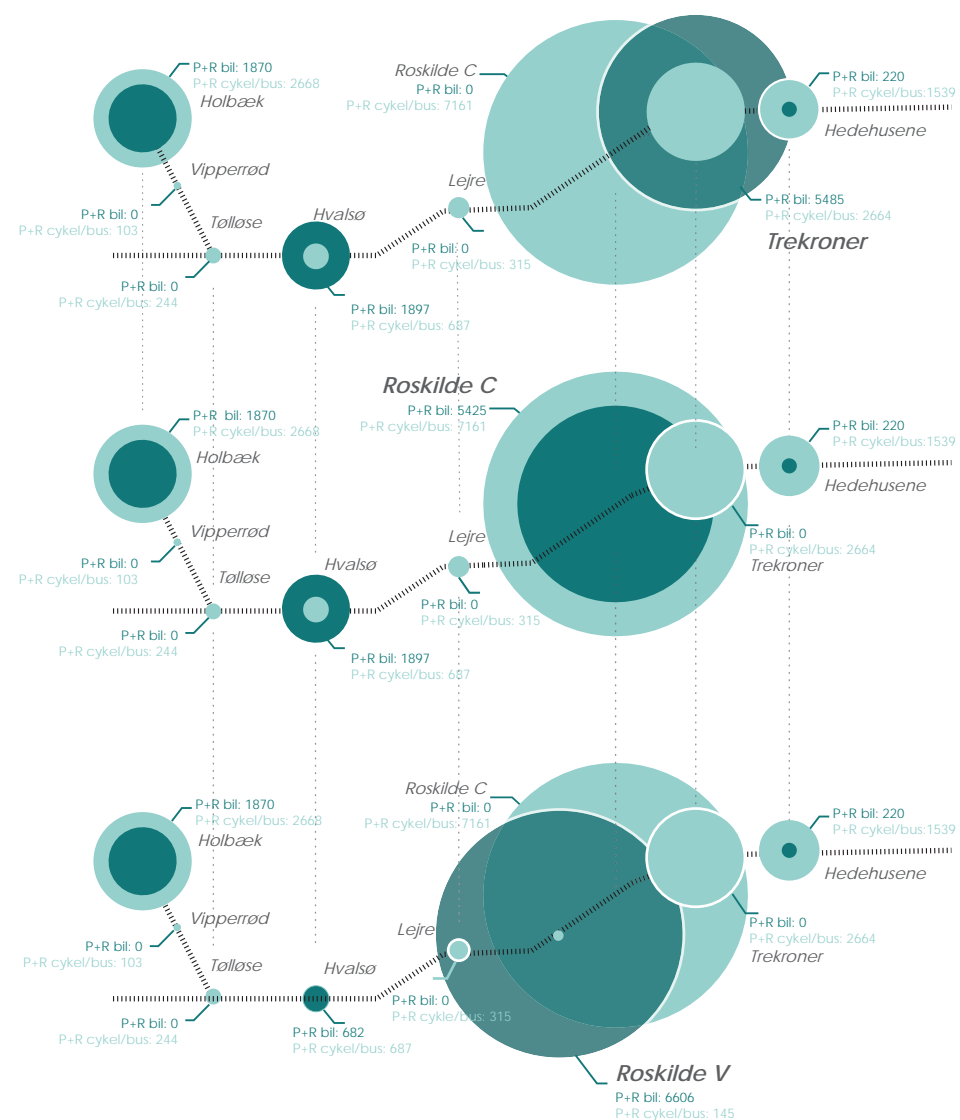 P+R bil: 1870
P+R cykel/bus: 2668
Holbæk
Vipperrød
P+R bil: 0
P+R cykel/bus: 103
Tølløse
P+R bil: 0
P+R cykel/bus: 244
Hvalsø
P+R bil: 1897
P+R cykel/bus: 687
Lejre
P+R bil: 0
P+R cykel/bus: 315
Roskilde C
P+R bil: 0
P+R cykel/bus: 7161
P+R bil: 5485
P+R cykel/bus: 2664
Trekroner
P+R bil: 220
P+R cykel/bus:1539
Hedehusene
P+R bil: 1870
P+R cykel/bus: 2668
Holbæk
Vipperrød
P+R bil: 0
P+R cykel/bus: 103
Tølløse
P+R bil: 0
P+R cykel/bus: 244
Hvalsø
P+R bil: 1897
P+R cykel/bus: 687
Lejre
P+R bil: 0
P+R cykel/bus: 315
Roskilde C
P+R bil: 5425
P+R cykel/bus: 7161
P+R bil: 0
P+R cykel/bus: 2664
Trekroner
P+R bil: 220
P+R cykel/bus:1539
Hedehusene
P+R bil: 1870
P+R cykel/bus: 2668
Holbæk
Vipperrød
P+R bil: 0
P+R cykel/bus: 103
Tølløse
P+R bil: 0
P+R cykel/bus: 244
Hvalsø
P+R bil: 682
P+R cykel/bus: 687
Lejre
P+R bil: 0
P+R cykle/bus: 315
Roskilde C
P+R bil: 0
P+R cykel/bus: 7161
Roskilde V
P+R bil: 6606
P+R cykel/bus: 145
P+R bil: 0
P+R cykel/bus: 2664
Trekroner
P+R bil: 220
P+R cykel/bus:1539
Hedehusene